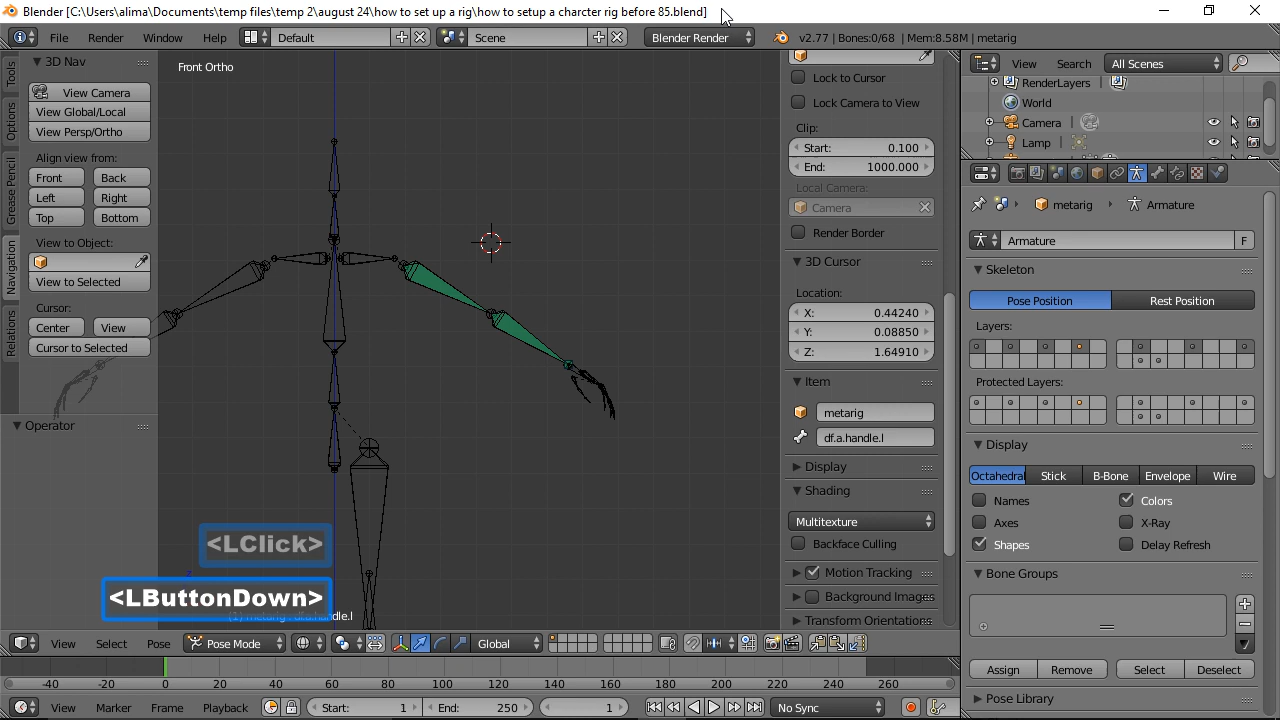 Blender [C:\Users\alima\Documents\temp files\temp 2\august 24\how to set up a rig\how to setup a charcter rig before 85.blend]
File Render Window Help Default Scene Blender Render v2.77 | Bones:0/68 | Mem:8.58M | metarig
Tools
Options
Grease Pencil
Navigation
Relations
3D Nav
View Camera
View Global/Local
View Persp/Ortho
Align view from:
Front Back
Left Right
Top Bottom
View to Object:
View to Selected
Cursor:
Center View
Cursor to Selected
Operator
Front Ortho
<LClick>
<LButtonDown>
z
(1) metarig : df.a.handle.l
Lock to Cursor
Lock Camera to View
Clip:
Start: 0.100
End: 1000.000
Local Camera:
Camera
Render Border
3D Cursor
Location:
X: 0.44240
Y: 0.08850
Z: 1.64910
Item
metarig
df.a.handle.l
Display
Shading
Multitexture
Backface Culling
Motion Tracking
Background Images
Transform Orientations
View Search All Scenes
RenderLayers
World
Camera
Lamp
metarig Armature
Armature F
Skeleton
Pose Position Rest Position
Layers:
Protected Layers:
Display
Octahedral Stick B-Bone Envelope Wire
Names Colors
Axes X-Ray
Shapes Delay Refresh
Bone Groups
Assign Remove Select Deselect
Pose Library
View Select Pose Pose Mode Global
-40 -20 0 20 40 60 80 100 120 140 160 180 200 220 240 260
View Marker Frame Playback Start: 1 End: 250 1 No Sync